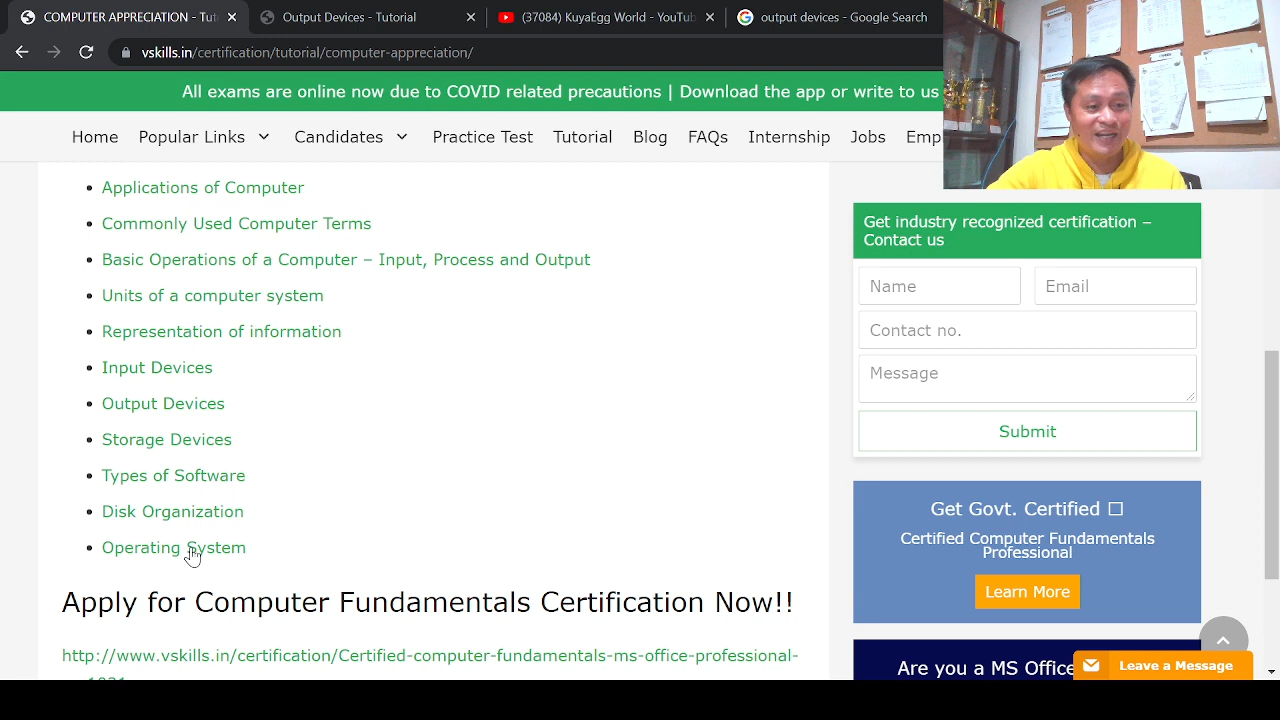 COMPUTER APPRECIATION - Tut
Output Devices - Tutorial
(37084) KuyaEgg World - YouTub
output devices - Google Search
vskills.in/certification/tutorial/computer-appreciation/
All exams are online now due to COVID related precautions | Download the app or write to us
Home
Popular Links
Candidates
Practice Test
Tutorial
Blog
FAQs
Internship
Jobs
Emp
Applications of Computer
Commonly Used Computer Terms
Basic Operations of a Computer – Input, Process and Output
Units of a computer system
Representation of information
Input Devices
Output Devices
Storage Devices
Types of Software
Disk Organization
Operating System
Apply for Computer Fundamentals Certification Now!!
http://www.vskills.in/certification/Certified-computer-fundamentals-ms-office-professional-
Get industry recognized certification –
Contact us
Name
Email
Contact no.
Message
Submit
Get Govt. Certified
Certified Computer Fundamentals
Professional
Learn More
Are you a MS Office
Leave a Message